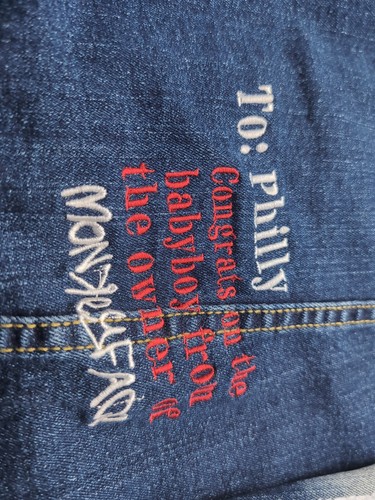 To: Philly
Congrats on the
babyboy from
the owner of